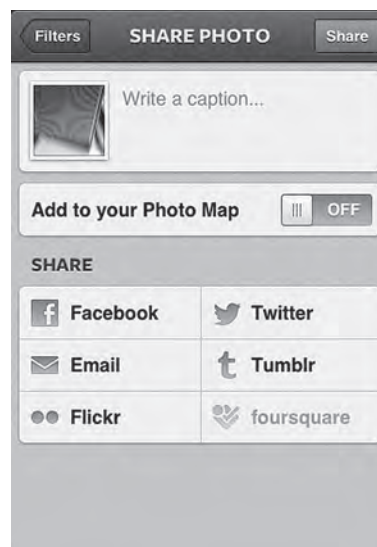 Filters SHARE PHOTO Share
Write a caption...
Add to your Photo Map OFF
SHARE
Facebook Twitter
Email Tumblr
Flickr foursquare